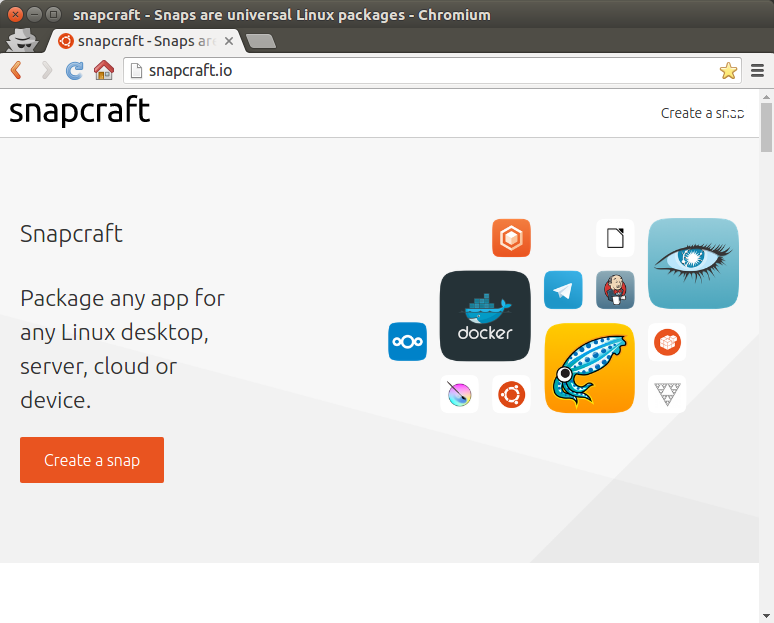 snapcraft - Snaps are universal Linux packages - Chromium
snapcraft - Snaps are
snapcraft.io
snapcraft
Create a snap
Snapcraft
Package any app for
any Linux desktop,
server, cloud or
device.
Create a snap
docker